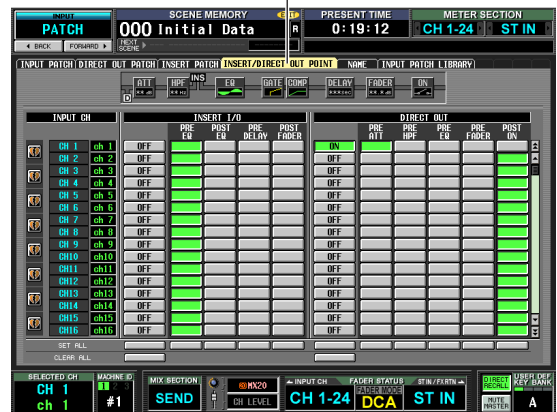 INPUT
PATCH
BACK
FORWARD
SCENE MEMORY
EDIT
000 Initial Data
R
NEXT SCENE
PRESENT TIME
0:19:12
METER SECTION
CH 1-24
ST IN
INPUT PATCH
DIRECT OUT PATCH
INSERT PATCH
INSERT/DIRECT OUT POINT
NAME
INPUT PATCH LIBRARY
ATT
HPF
INS
EQ
GATE
COMP
DELAY
FADER
ON
D
INPUT CH
INSERT I/O
DIRECT OUT
PRE EQ
POST EQ
PRE DELAY
POST FADER
PRE ATT
PRE HPF
PRE EQ
PRE FADER
POST ON
CH 1 ch 1 OFF ON
CH 2 ch 2 OFF OFF
CH 3 ch 3 OFF OFF
CH 4 ch 4 OFF OFF
CH 5 ch 5 OFF OFF
CH 6 ch 6 OFF OFF
CH 7 ch 7 OFF OFF
CH 8 ch 8 OFF OFF
CH 9 ch 9 OFF OFF
CH10 ch10 OFF OFF
CH11 ch11 OFF OFF
CH12 ch12 OFF OFF
CH13 ch13 OFF OFF
CH14 ch14 OFF OFF
CH15 ch15 OFF OFF
CH16 ch16 OFF OFF
SET ALL
CLEAR ALL
SELECTED CH
CH 1
ch 1
MACHINE ID
1 2 3
#1
MIX SECTION
SEND
MX20
CH LEVEL
INPUT CH
CH 1-24
FADER STATUS
FADER MODE
DCA
ST IN/FXRTN
ST IN
DIRECT RECALL
MUTE MASTER
USER DEF KEY BANK
A